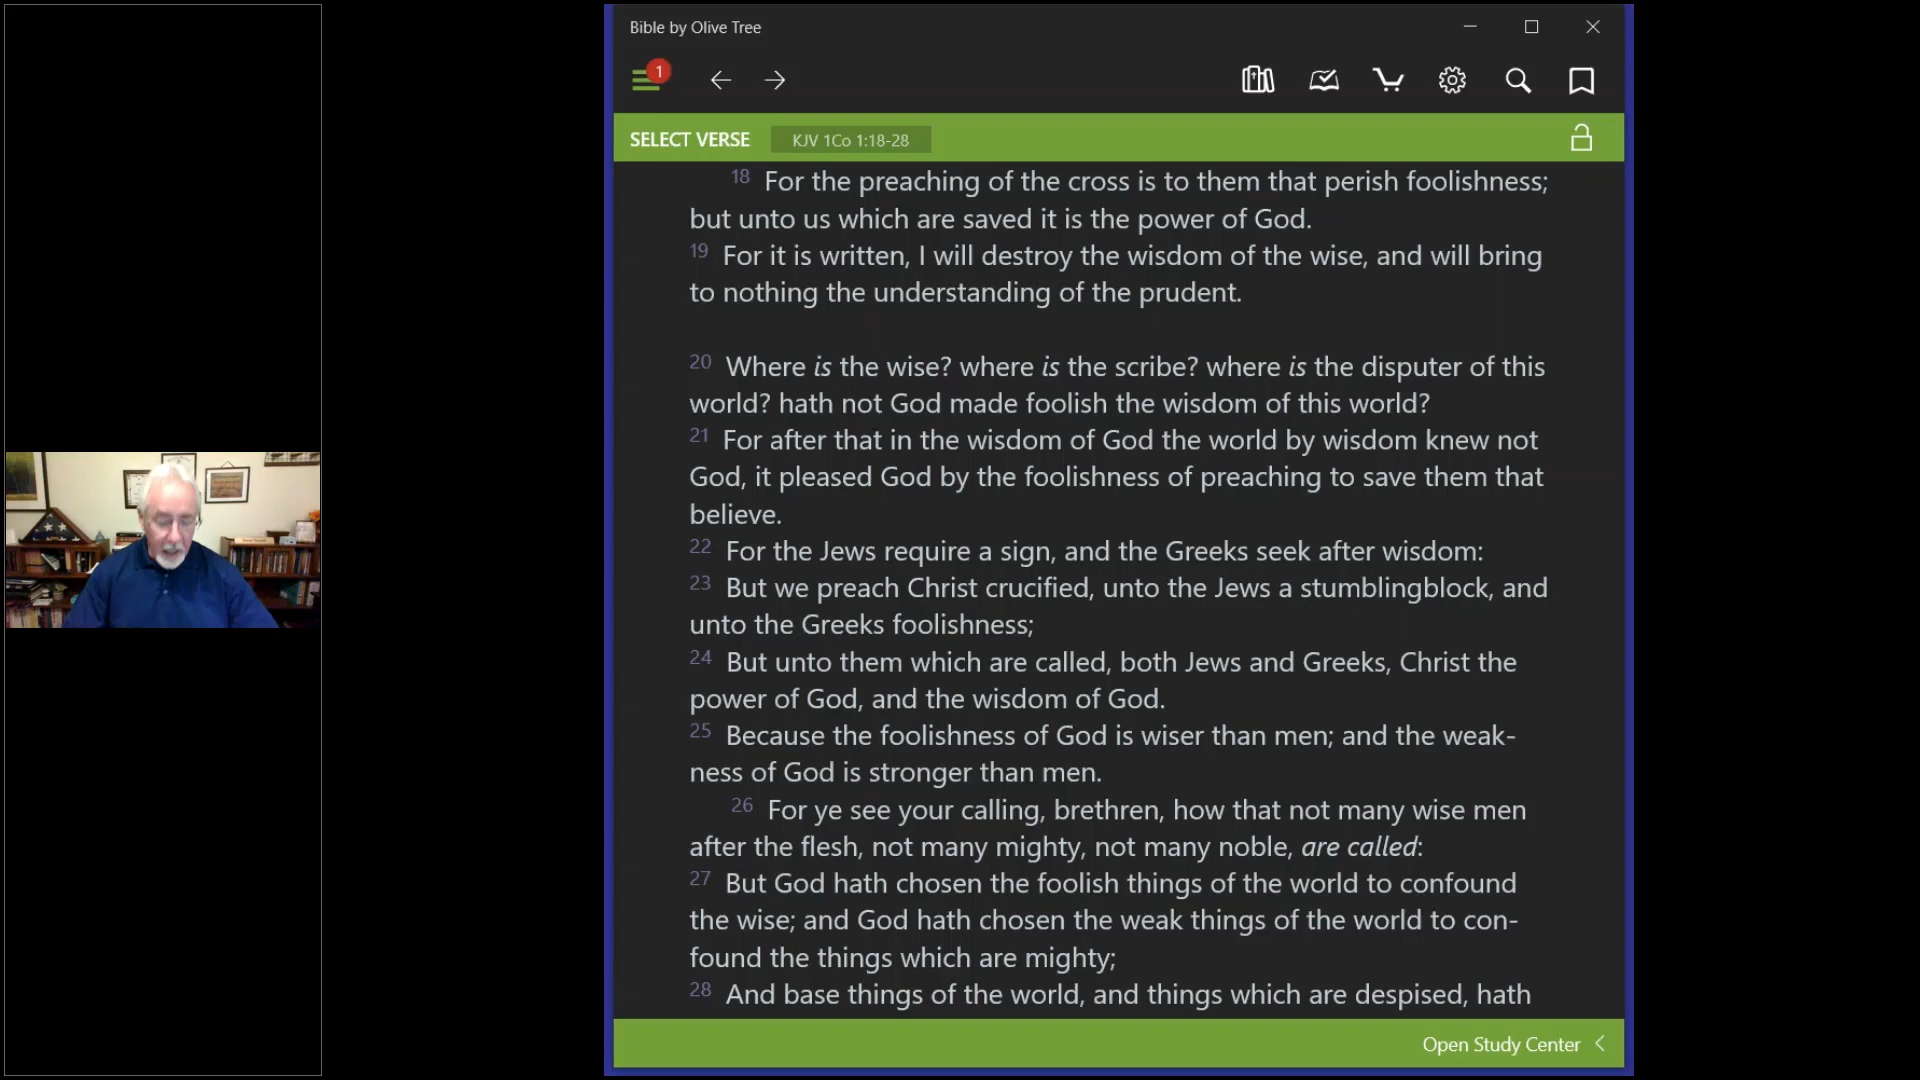 Bible by Olive Tree
1
SELECT VERSE KJV 1Co 1:18-28
18 For the preaching of the cross is to them that perish foolishness;
but unto us which are saved it is the power of God.
19 For it is written, I will destroy the wisdom of the wise, and will bring
to nothing the understanding of the prudent.
20 Where is the wise? where is the scribe? where is the disputer of this
world? hath not God made foolish the wisdom of this world?
21 For after that in the wisdom of God the world by wisdom knew not
God, it pleased God by the foolishness of preaching to save them that
believe.
22 For the Jews require a sign, and the Greeks seek after wisdom:
23 But we preach Christ crucified, unto the Jews a stumblingblock, and
unto the Greeks foolishness;
24 But unto them which are called, both Jews and Greeks, Christ the
power of God, and the wisdom of God.
25 Because the foolishness of God is wiser than men; and the weak-
ness of God is stronger than men.
26 For ye see your calling, brethren, how that not many wise men
after the flesh, not many mighty, not many noble, are called:
27 But God hath chosen the foolish things of the world to confound
the wise; and God hath chosen the weak things of the world to con-
found the things which are mighty;
28 And base things of the world, and things which are despised, hath
Open Study Center